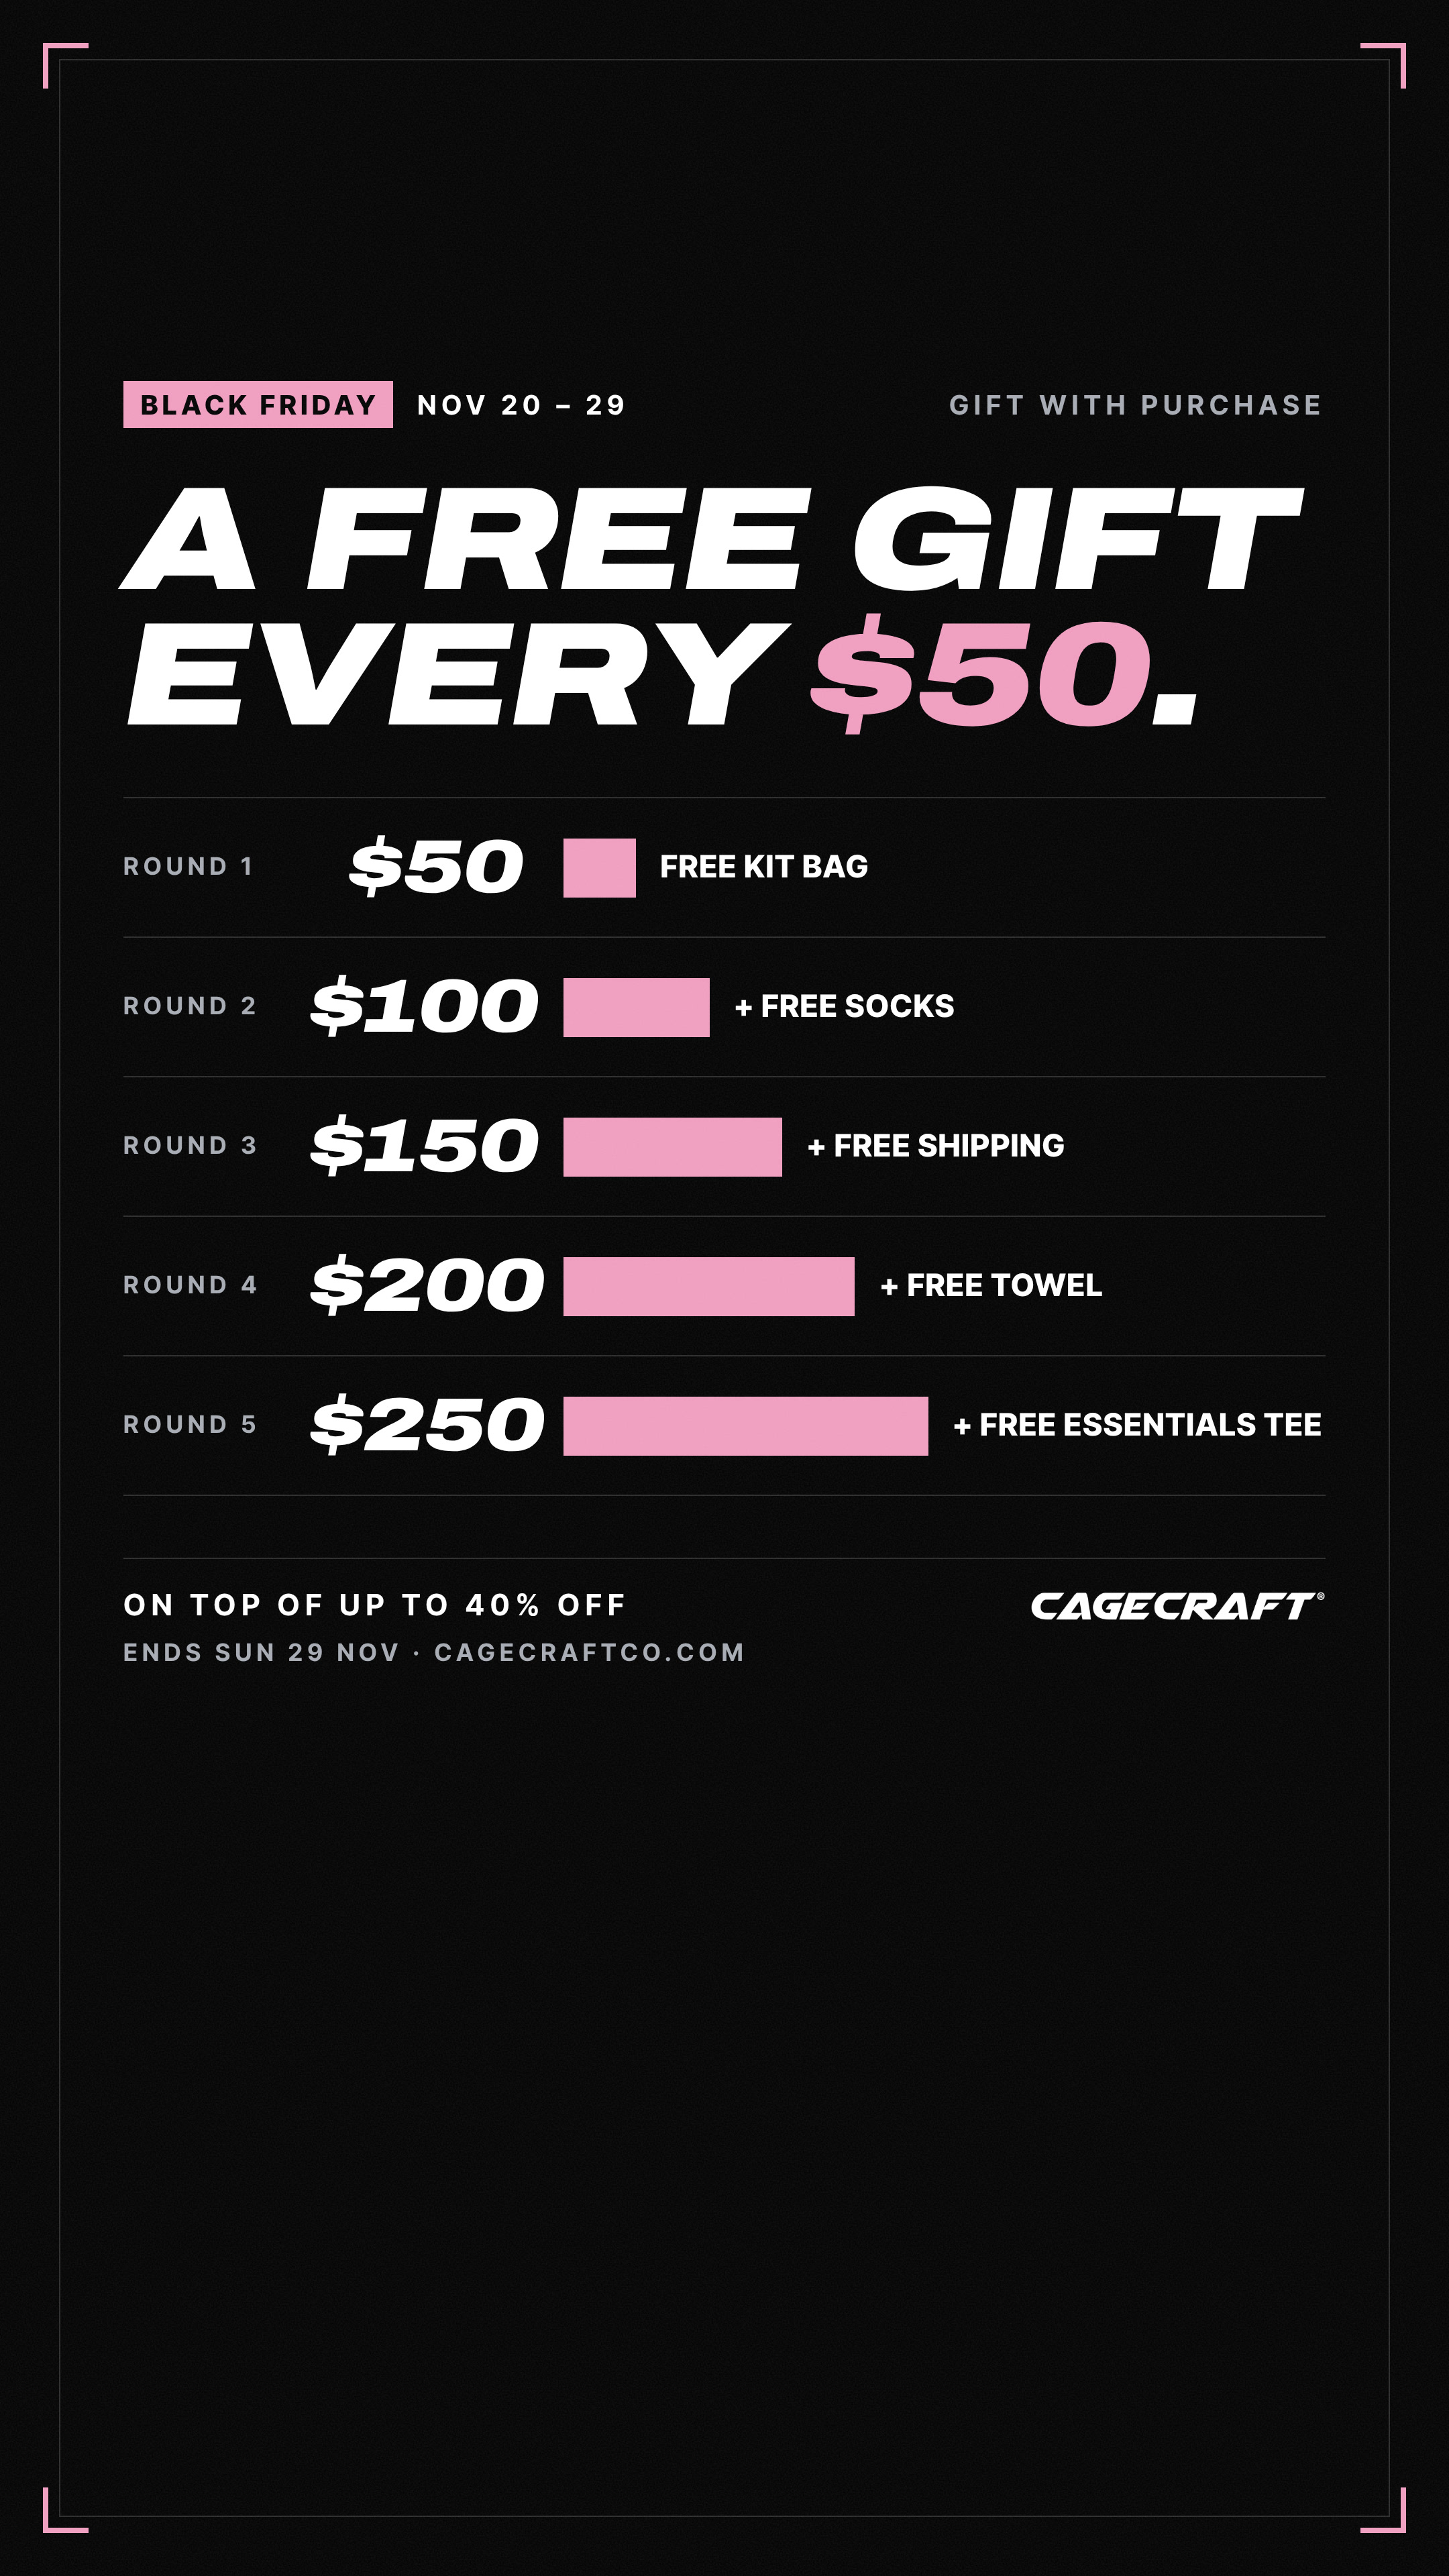 BLACK FRIDAY NOV 20 – 29 GIFT WITH PURCHASE
A FREE GIFT
EVERY $50.
ROUND 1 $50 FREE KIT BAG
ROUND 2 $100 + FREE SOCKS
ROUND 3 $150 + FREE SHIPPING
ROUND 4 $200 + FREE TOWEL
ROUND 5 $250 + FREE ESSENTIALS TEE
ON TOP OF UP TO 40% OFF CAGECRAFT®
ENDS SUN 29 NOV · CAGECRAFTCO.COM